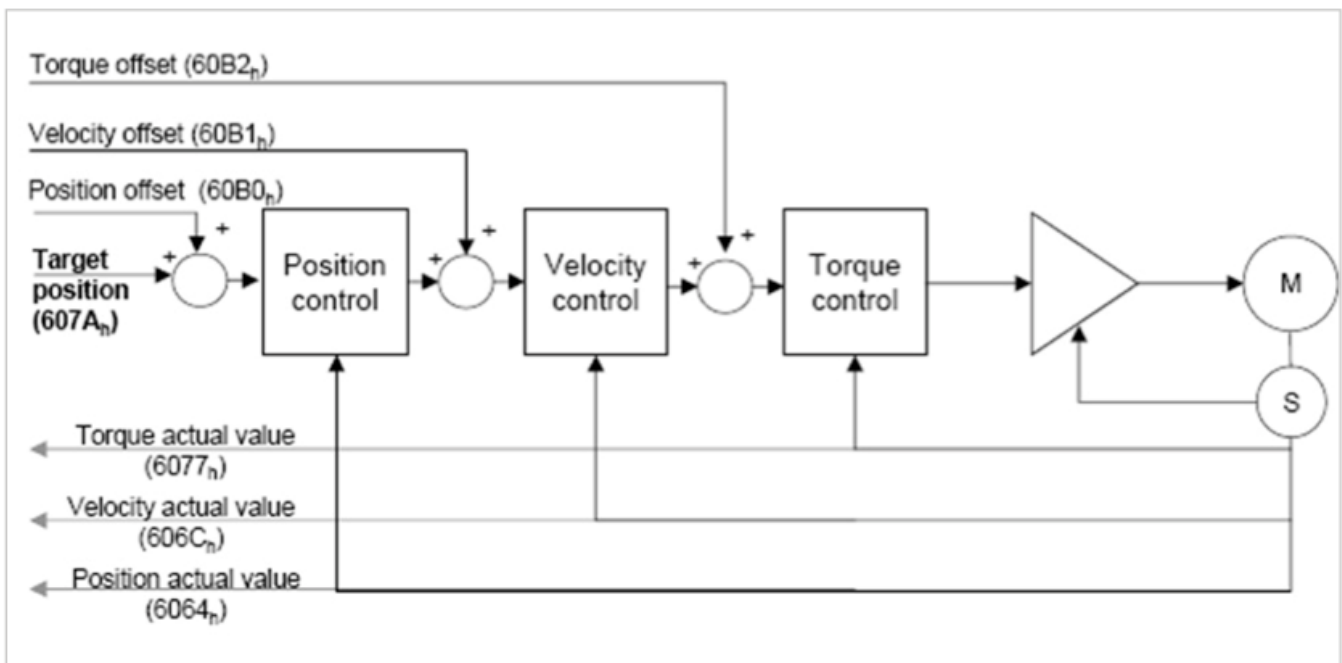 Torque offset (60B2h)
Velocity offset (60B1h)
Position offset (60B0h)
+
+
+
Target
position
(607Ah)
+
Position
control
+
Velocity
control
+
Torque
control
M
S
Torque actual value
(6077h)
Velocity actual value
(606Ch)
Position actual value
(6064h)